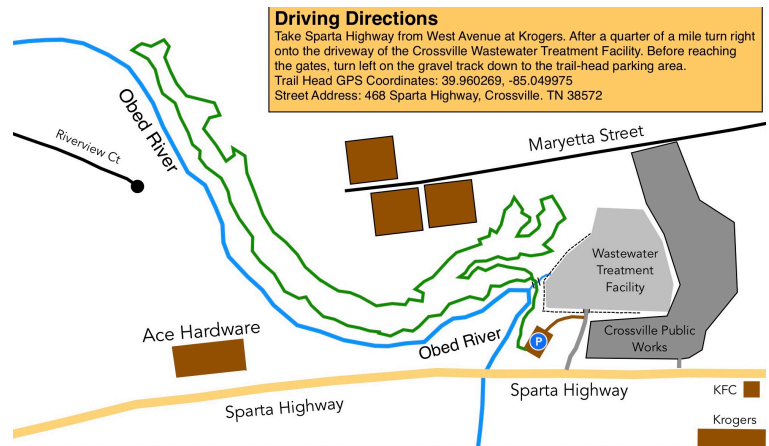 Driving Directions
Take Sparta Highway from West Avenue at Krogers. After a quarter of a mile turn right
onto the driveway of the Crossville Wastewater Treatment Facility. Before reaching
the gates, turn left on the gravel track down to the trail-head parking area.
Trail Head GPS Coordinates: 39.960269, -85.049975
Street Address: 468 Sparta Highway, Crossville. TN 38572
Obed River
Riverview Ct
Maryetta Street
Wastewater
Treatment
Facility
Ace Hardware
Obed River
P
Crossville Public
Works
Sparta Highway
Sparta Highway
KFC
Krogers